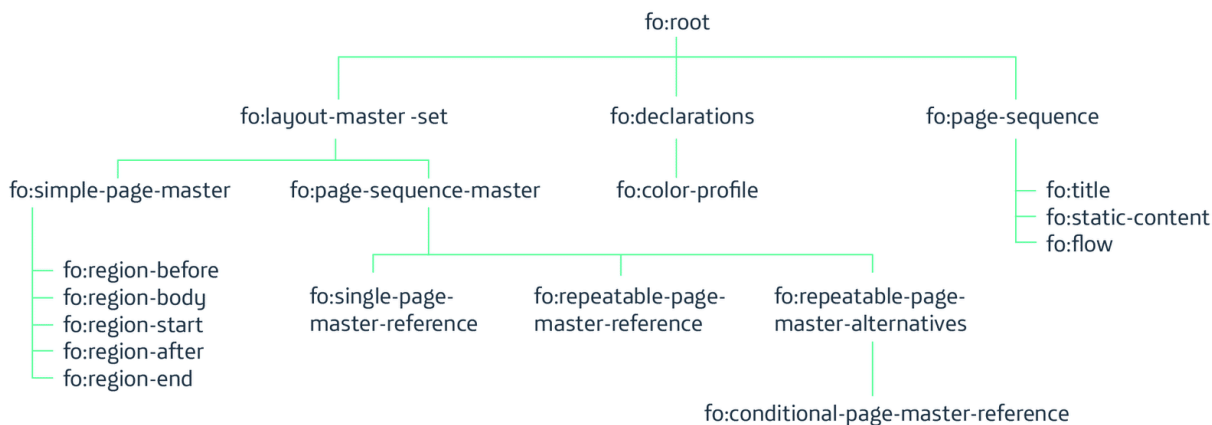 fo:root
fo:layout-master -set
fo:declarations
fo:page-sequence
fo:simple-page-master
fo:page-sequence-master
fo:color-profile
fo:title
fo:static-content
fo:flow
fo:region-before
fo:region-body
fo:region-start
fo:region-after
fo:region-end
fo:single-page-
master-reference
fo:repeatable-page-
master-reference
fo:repeatable-page-
master-alternatives
fo:conditional-page-master-reference